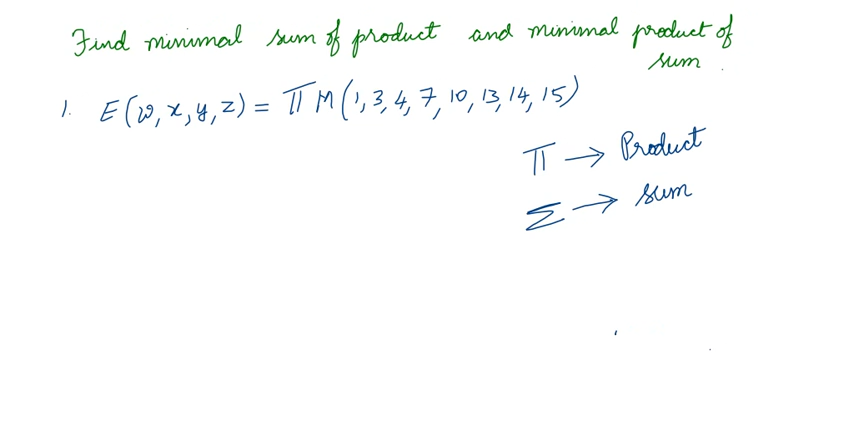 Find minimal sum of product and minimal product of
sum.
1. E(w, x, y, z) = ΠM(1, 3, 4, 7, 10, 13, 14, 15)
Π → Product
Σ → sum